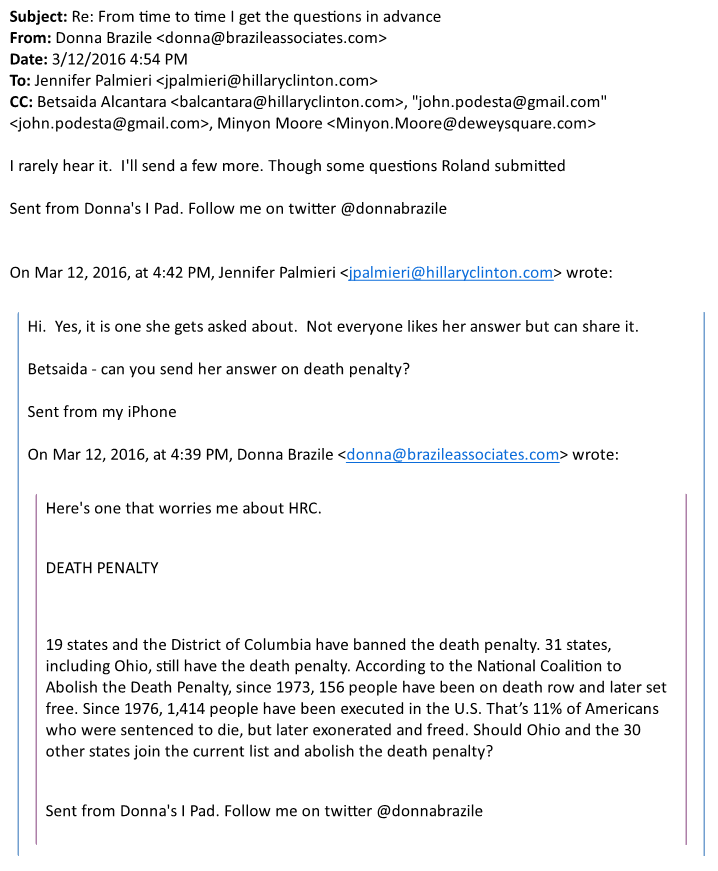 Subject: Re: From time to time I get the questions in advance
From: Donna Brazile <donna@brazileassociates.com>
Date: 3/12/2016 4:54 PM
To: Jennifer Palmieri <jpalmieri@hillaryclinton.com>
CC: Betsaida Alcantara <balcantara@hillaryclinton.com>, "john.podesta@gmail.com"
<john.podesta@gmail.com>, Minyon Moore <Minyon.Moore@deweysquare.com>
I rarely hear it.  I'll send a few more. Though some questions Roland submitted
Sent from Donna's I Pad. Follow me on twitter @donnabrazile
On Mar 12, 2016, at 4:42 PM, Jennifer Palmieri <jpalmieri@hillaryclinton.com> wrote:
Hi.  Yes, it is one she gets asked about.  Not everyone likes her answer but can share it.
Betsaida - can you send her answer on death penalty?
Sent from my iPhone
On Mar 12, 2016, at 4:39 PM, Donna Brazile <donna@brazileassociates.com> wrote:
Here's one that worries me about HRC.
DEATH PENALTY
19 states and the District of Columbia have banned the death penalty. 31 states,
including Ohio, still have the death penalty. According to the National Coalition to
Abolish the Death Penalty, since 1973, 156 people have been on death row and later set
free. Since 1976, 1,414 people have been executed in the U.S. That's 11% of Americans
who were sentenced to die, but later exonerated and freed. Should Ohio and the 30
other states join the current list and abolish the death penalty?
Sent from Donna's I Pad. Follow me on twitter @donnabrazile